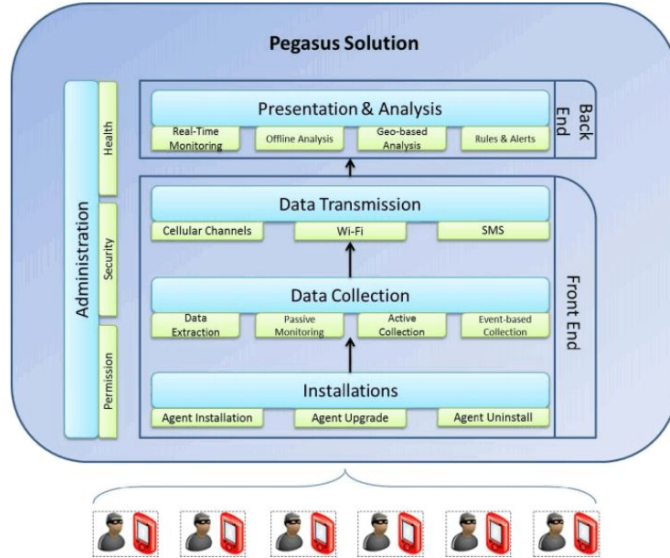 Pegasus Solution
Administration
Health
Security
Permission
Presentation & Analysis
Real-Time
Monitoring
Offline Analysis
Geo-based
Analysis
Rules & Alerts
Back
End
Data Transmission
Cellular Channels
Wi-Fi
SMS
Data Collection
Data
Extraction
Passive
Monitoring
Active
Collection
Event-based
Collection
Installations
Agent Installation
Agent Upgrade
Agent Uninstall
Front End